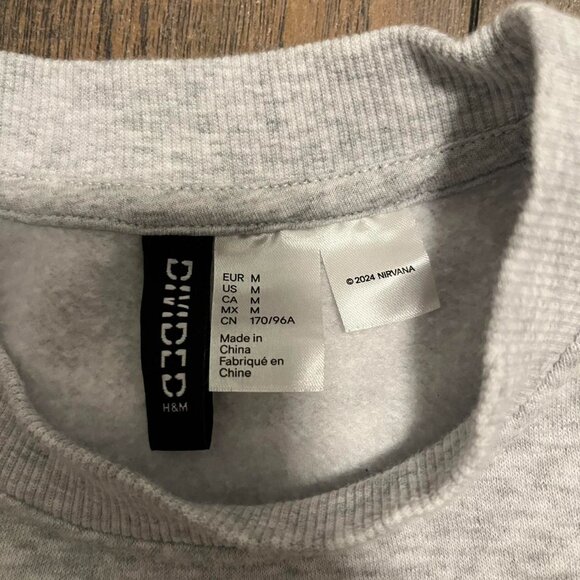 DIVIDED
H&M
EUR M
US M
CA M
MX M
CN 170/96A
Made in
China
Fabriqué en
Chine
© 2024 NIRVANA